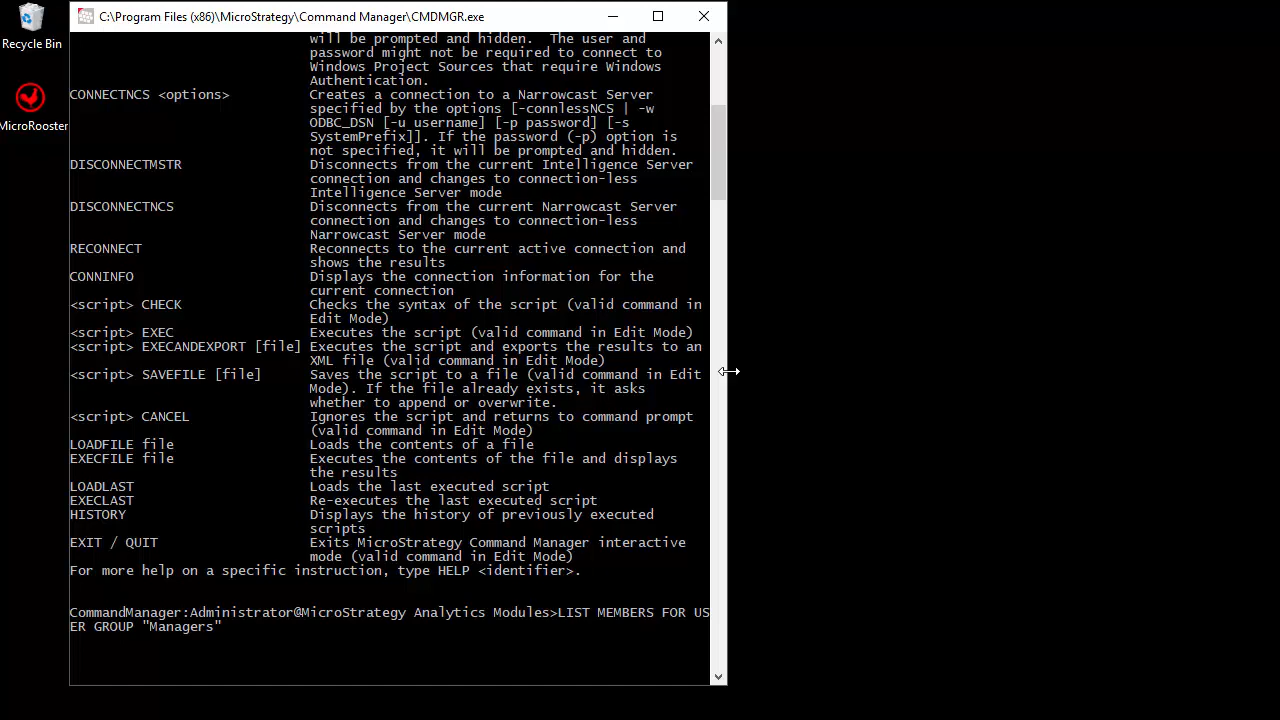 Recycle Bin
MicroRooster
C:\Program Files (x86)\MicroStrategy\Command Manager\CMDMGR.exe
will be prompted and hidden.  The user and
password might not be required to connect to
Windows Project Sources that require Windows
Authentication.
CONNECTNCS <options>          Creates a connection to a Narrowcast Server
specified by the options [-connlessNCS | -w
ODBC_DSN [-u username] [-p password] [-s
SystemPrefix]]. If the password (-p) option is
not specified, it will be prompted and hidden.
DISCONNECTMSTR                Disconnects from the current Intelligence Server
connection and changes to connection-less
Intelligence Server mode
DISCONNECTNCS                 Disconnects from the current Narrowcast Server
connection and changes to connection-less
Narrowcast Server mode
RECONNECT                     Reconnects to the current active connection and
shows the results
CONNINFO                      Displays the connection information for the
current connection
<script> CHECK                Checks the syntax of the script (valid command in
Edit Mode)
<script> EXEC                 Executes the script (valid command in Edit Mode)
<script> EXECANDEXPORT [file] Executes the script and exports the results to an
XML file (valid command in Edit Mode)
<script> SAVEFILE [file]      Saves the script to a file (valid command in Edit
Mode). If the file already exists, it asks
whether to append or overwrite.
<script> CANCEL               Ignores the script and returns to command prompt
(valid command in Edit Mode)
LOADFILE file                 Loads the contents of a file
EXECFILE file                 Executes the contents of the file and displays
the results
LOADLAST                      Loads the last executed script
EXECLAST                      Re-executes the last executed script
HISTORY                       Displays the history of previously executed
scripts
EXIT / QUIT                   Exits MicroStrategy Command Manager interactive
mode (valid command in Edit Mode)
For more help on a specific instruction, type HELP <identifier>.
CommandManager:Administrator@MicroStrategy Analytics Modules>LIST MEMBERS FOR US
ER GROUP "Managers"